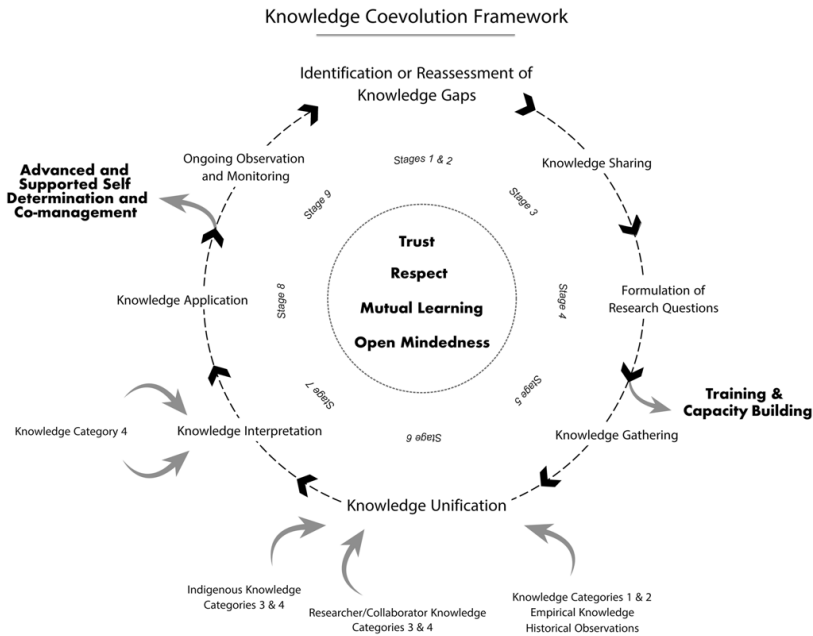 Knowledge Coevolution Framework
Identification or Reassessment of
Knowledge Gaps
Stages 1 & 2
Knowledge Sharing
Stage 3
Formulation of
Research Questions
Stage 4
Training &
Capacity Building
Knowledge Gathering
Stage 5
Knowledge Unification
Stage 6
Knowledge Categories 1 & 2
Empirical Knowledge
Historical Observations
Researcher/Collaborator Knowledge
Categories 3 & 4
Indigenous Knowledge
Categories 3 & 4
Knowledge Interpretation
Stage 7
Knowledge Category 4
Knowledge Application
Stage 8
Advanced and
Supported Self
Determination and
Co-management
Ongoing Observation
and Monitoring
Stage 9
Trust
Respect
Mutual Learning
Open Mindedness